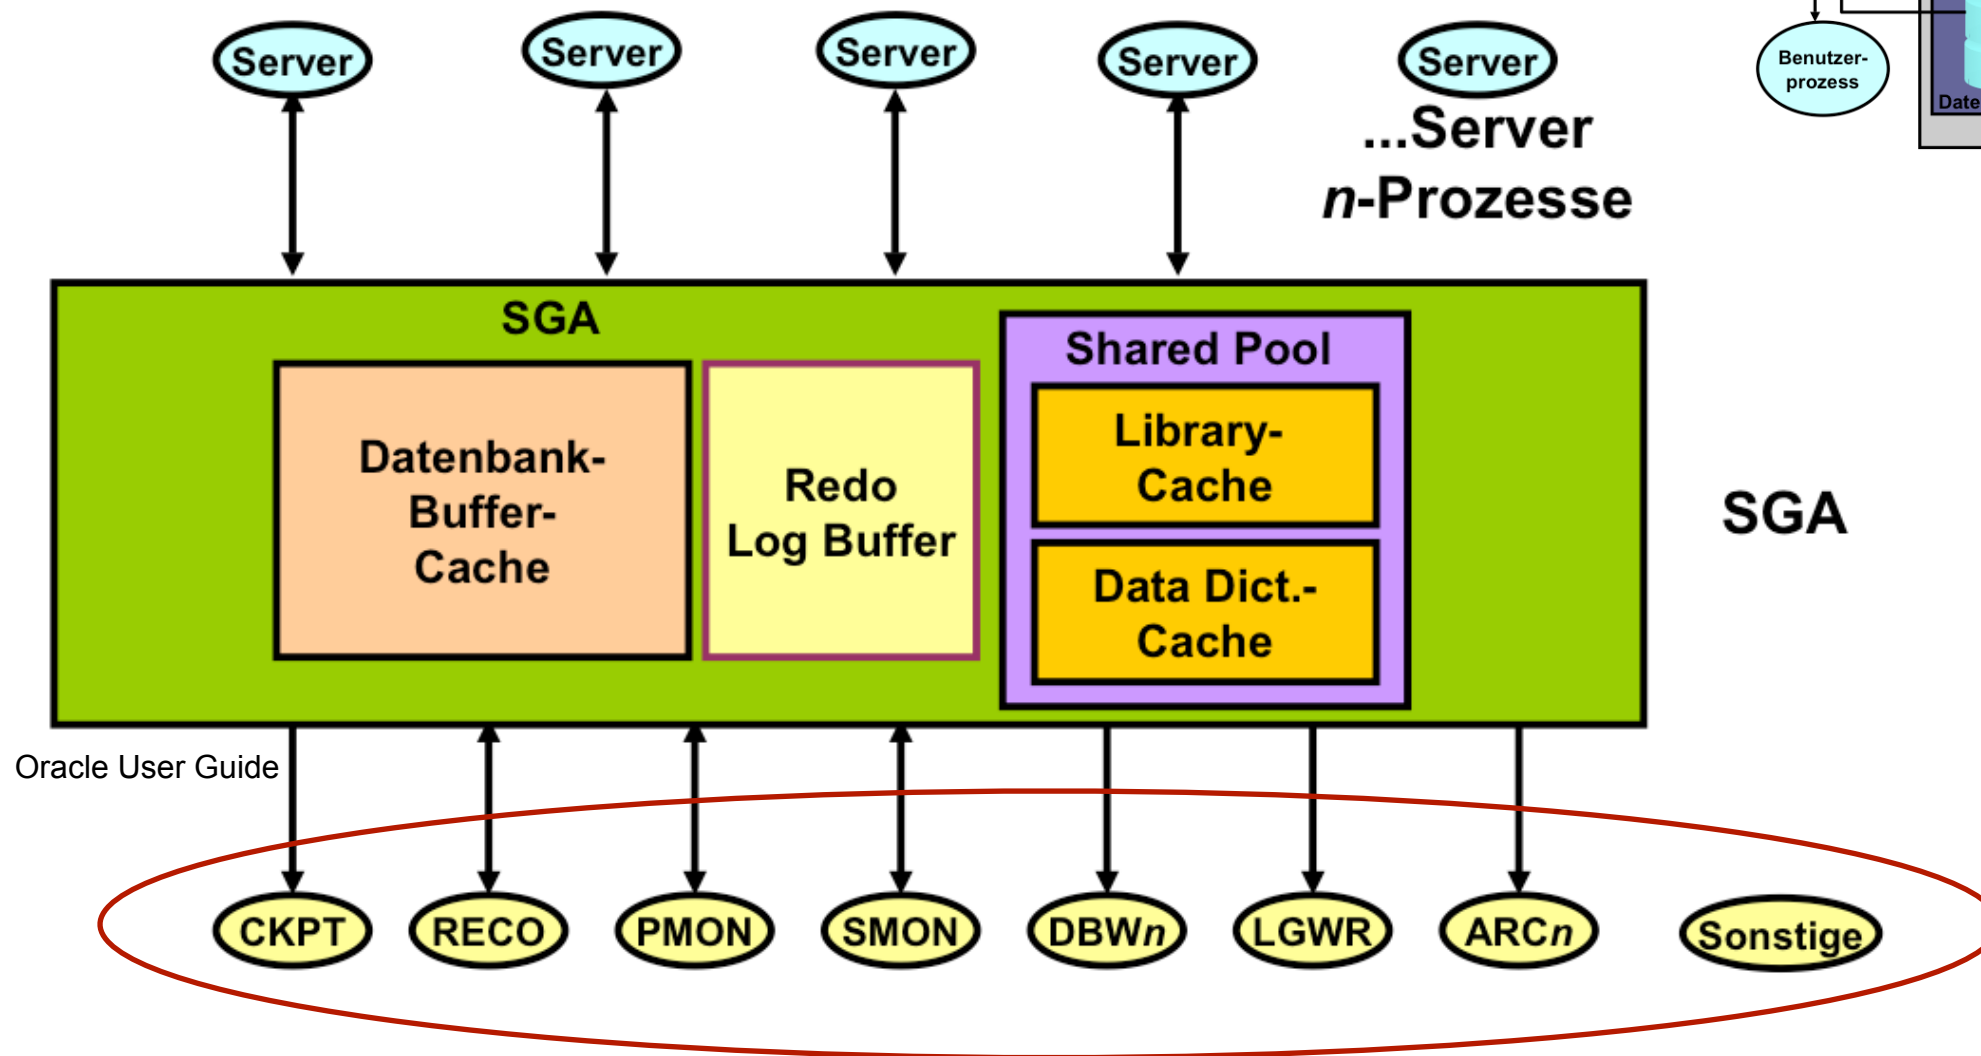 Server
Server
Server
Server
Server
Benutzer-
prozess
Date
...Server
n-Prozesse
SGA
Datenbank-
Buffer-
Cache
Redo
Log Buffer
Shared Pool
Library-
Cache
Data Dict.-
Cache
SGA
Oracle User Guide
CKPT
RECO
PMON
SMON
DBWn
LGWR
ARCn
Sonstige